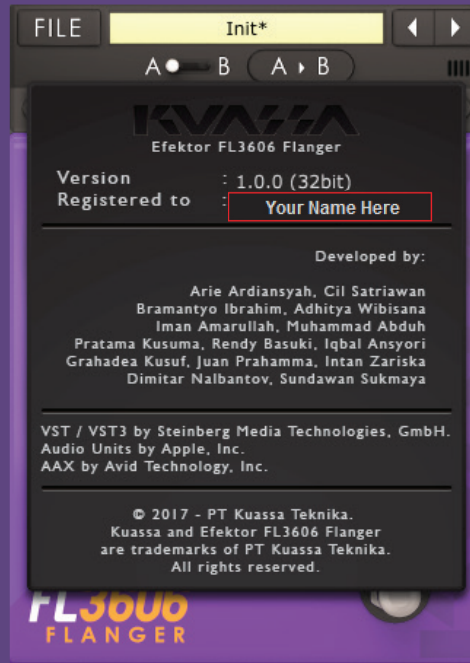 FILE Init*
A B A ▸ B
KUASSA
Efektor FL3606 Flanger
Version : 1.0.0 (32bit)
Registered to : Your Name Here
Developed by:
Arie Ardiansyah, Cil Satriawan
Bramantyo Ibrahim, Adhitya Wibisana
Iman Amarullah, Muhammad Abduh
Pratama Kusuma, Rendy Basuki, Iqbal Ansyori
Grahadea Kusuf, Juan Prahamma, Intan Zariska
Dimitar Nalbantov, Sundawan Sukmaya
VST / VST3 by Steinberg Media Technologies, GmbH.
Audio Units by Apple, Inc.
AAX by Avid Technology, Inc.
© 2017 - PT Kuassa Teknika.
Kuassa and Efektor FL3606 Flanger
are trademarks of PT Kuassa Teknika.
All rights reserved.
FL3606
FLANGER